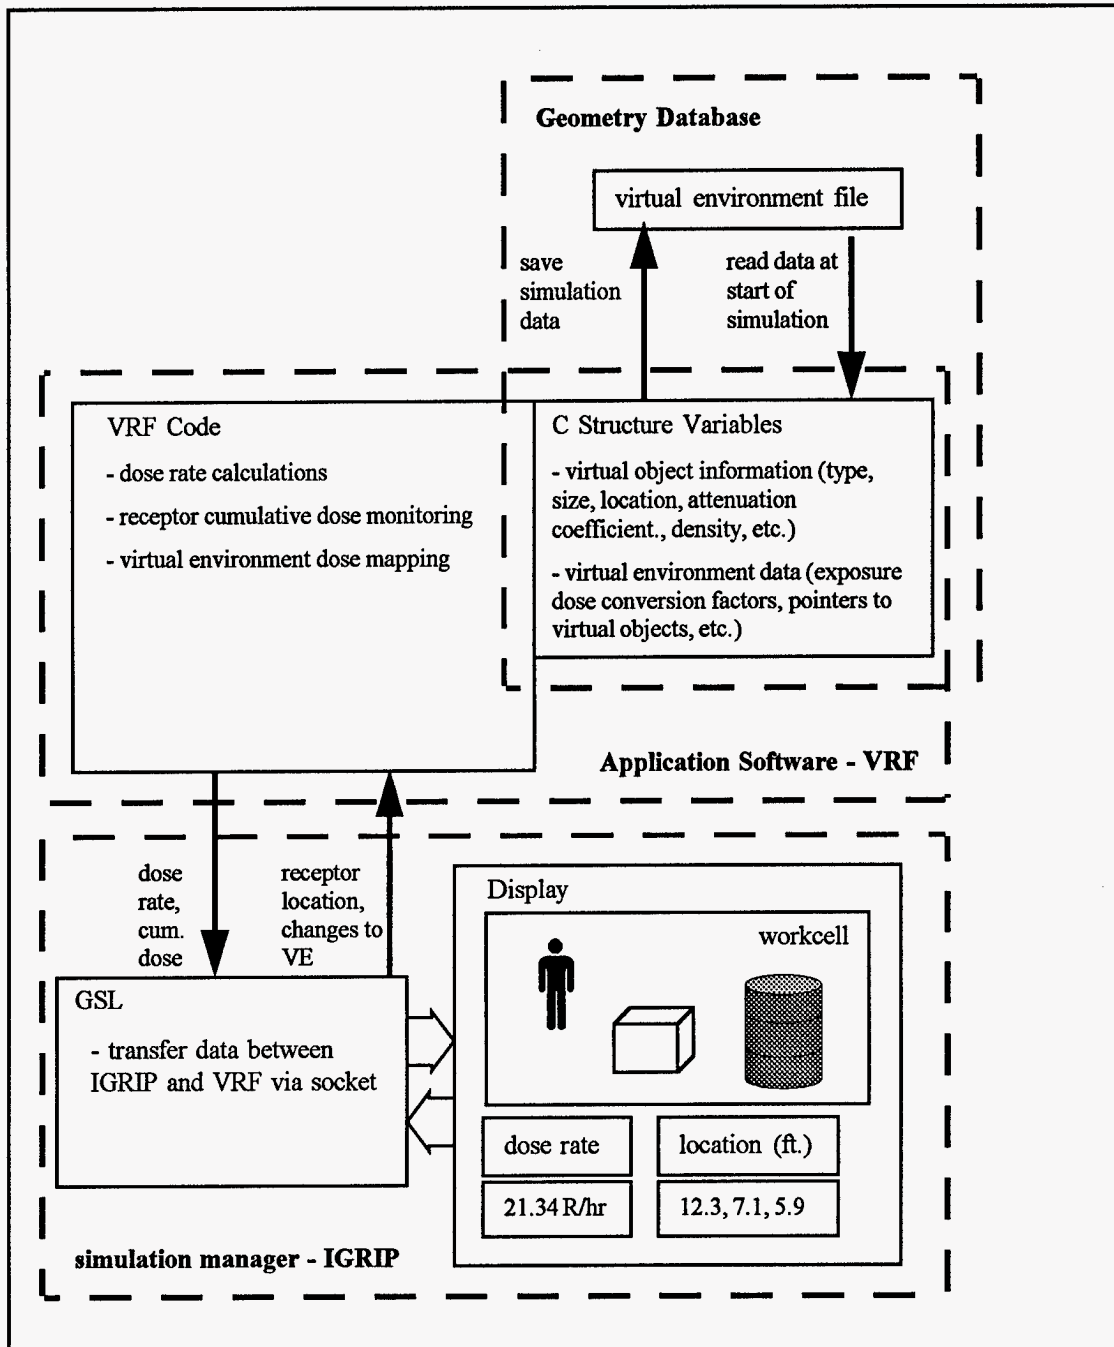 Geometry Database
virtual environment file
save
simulation
data
read data at
start of
simulation
VRF Code
- dose rate calculations
- receptor cumulative dose monitoring
- virtual environment dose mapping
C Structure Variables
- virtual object information (type,
size, location, attenuation
coefficient., density, etc.)
- virtual environment data (exposure
dose conversion factors, pointers to
virtual objects, etc.)
Application Software - VRF
dose
rate,
cum.
dose
receptor
location,
changes to
VE
GSL
- transfer data between
IGRIP and VRF via socket
Display
workcell
dose rate
location (ft.)
21.34 R/hr
12.3, 7.1, 5.9
simulation manager - IGRIP